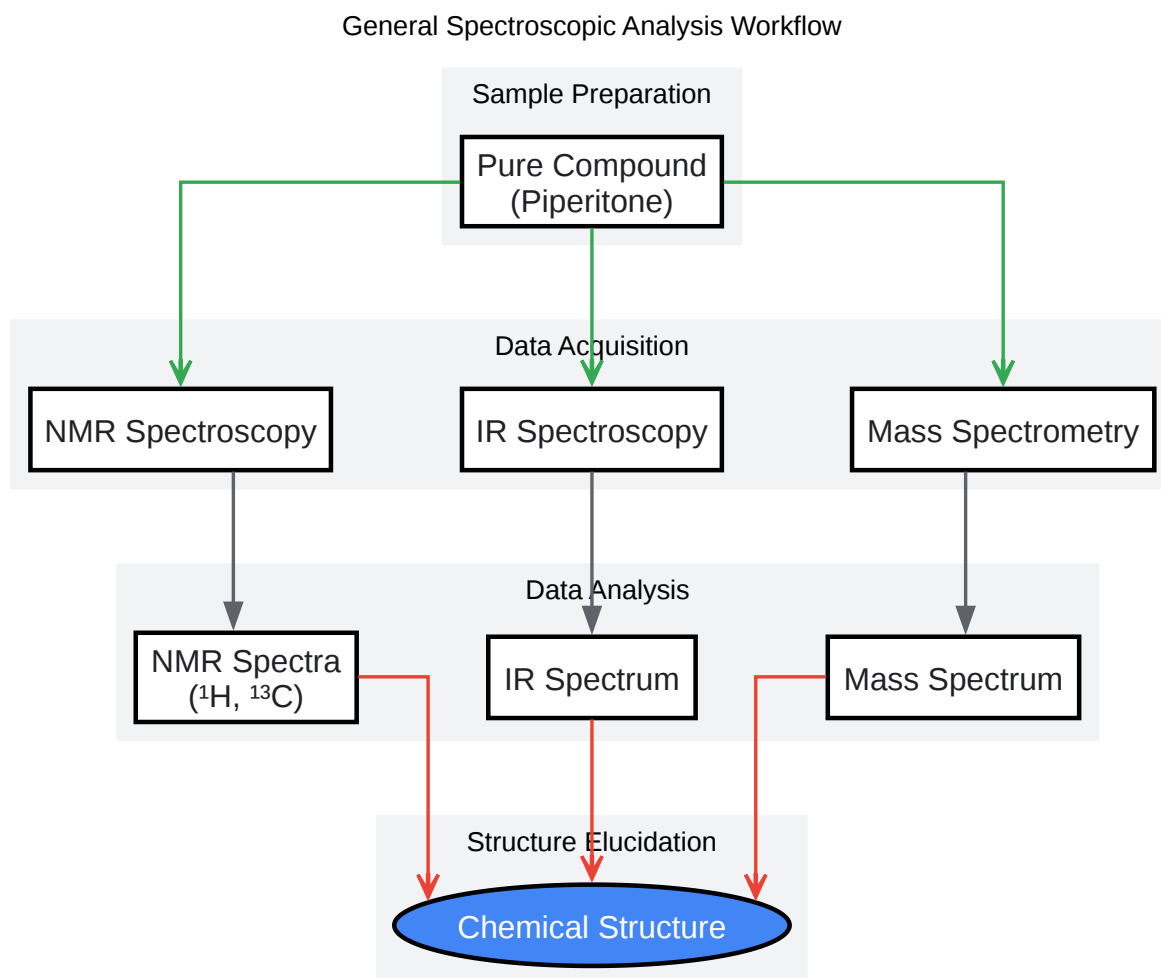 General Spectroscopic Analysis Workflow
Sample Preparation
Pure Compound
(Piperitone)
Data Acquisition
NMR Spectroscopy
IR Spectroscopy
Mass Spectrometry
Data Analysis
NMR Spectra
(¹H, ¹³C)
IR Spectrum
Mass Spectrum
Structure Elucidation
Chemical Structure